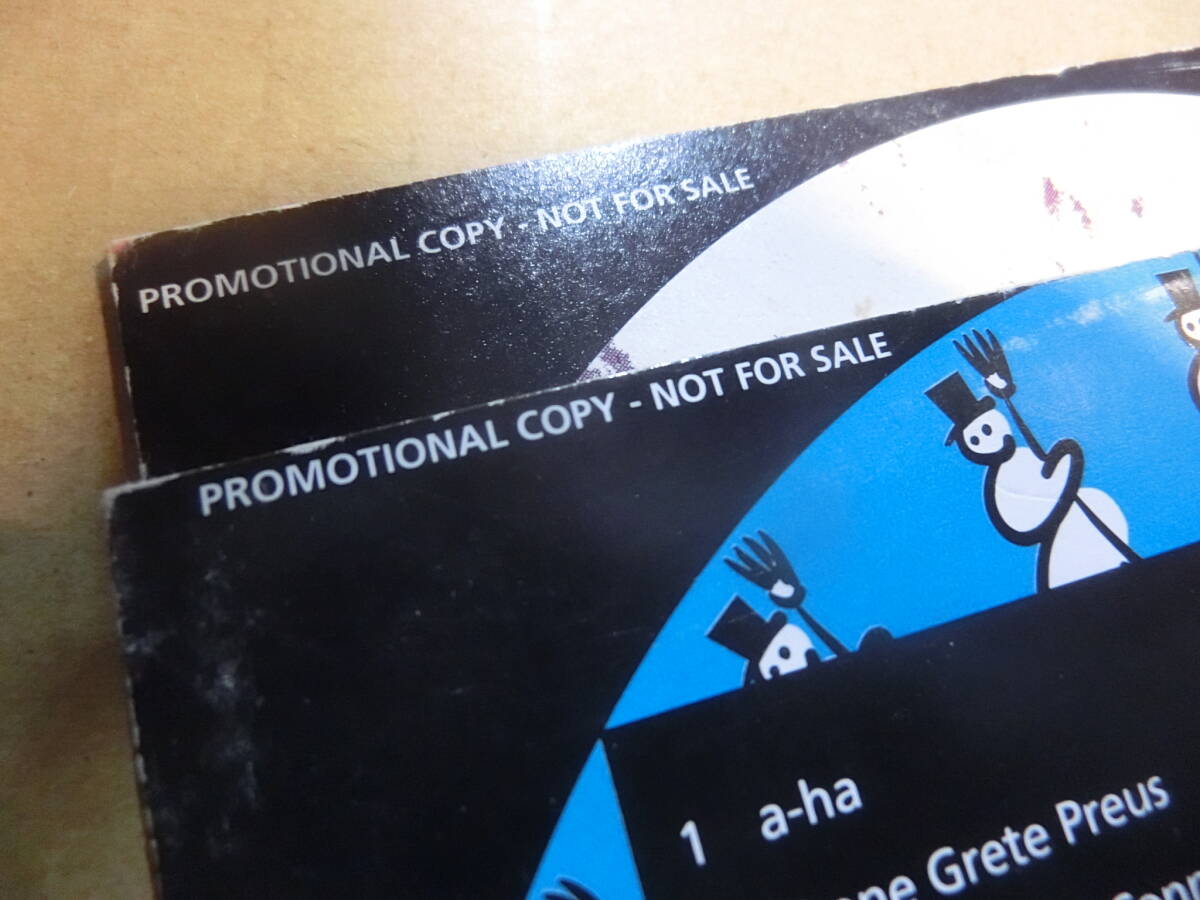 PROMOTIONAL COPY - NOT FOR SALE
PROMOTIONAL COPY - NOT FOR SALE
1 a-ha
Grete Preus